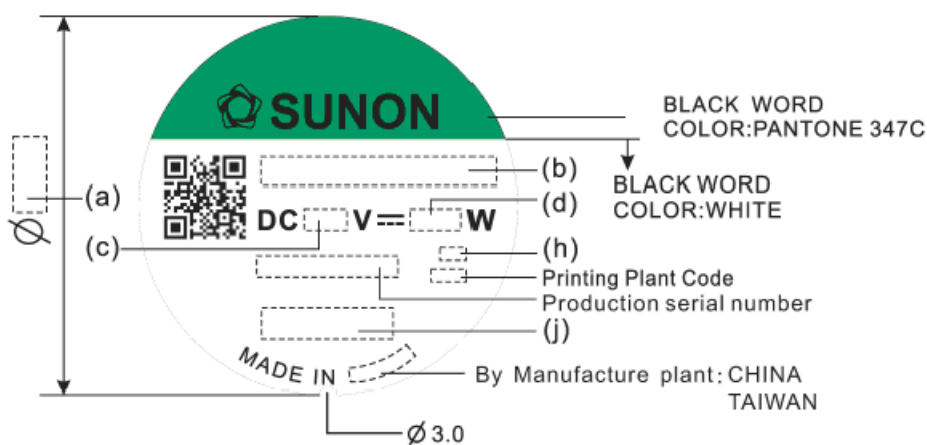 SUNON
BLACK WORD
COLOR:PANTONE 347C
(a)
(b)
BLACK WORD
COLOR:WHITE
DC V W
(d)
(c)
(h)
Printing Plant Code
Production serial number
(j)
MADE IN
By Manufacture plant: CHINA
TAIWAN
Ø
Ø 3.0